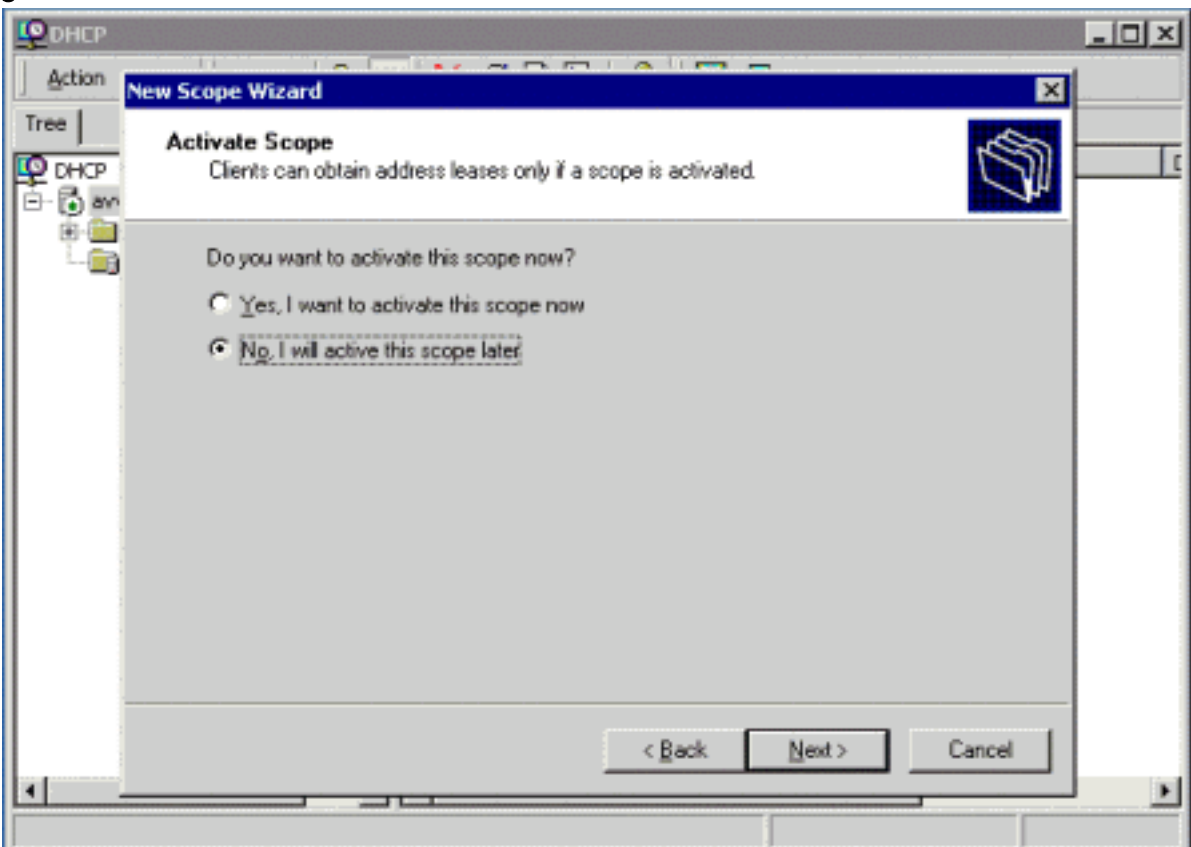 DHCP
Action
New Scope Wizard
Tree
Activate Scope
Clients can obtain address leases only if a scope is activated.
DHCP
Do you want to activate this scope now?
Yes, I want to activate this scope now
No, I will active this scope later
< Back
Next >
Cancel